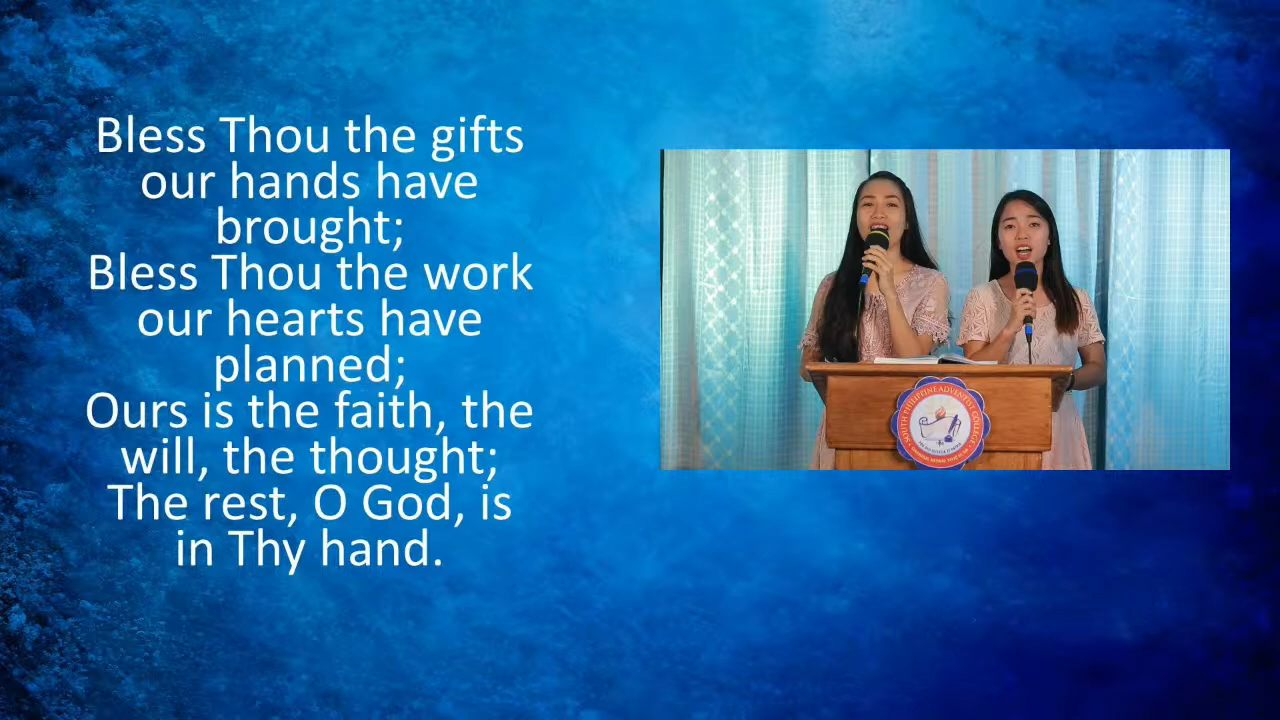 Bless Thou the gifts
our hands have
brought;
Bless Thou the work
our hearts have
planned;
Ours is the faith, the
will, the thought;
The rest, O God, is
in Thy hand.
SOUTH PHILIPPINE ADVENTIST COLLEGE